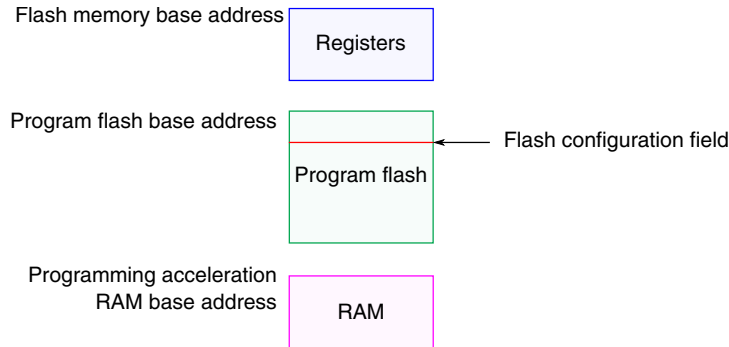 Flash memory base address
Registers
Program flash base address
Flash configuration field
Program flash
Programming acceleration
RAM base address
RAM